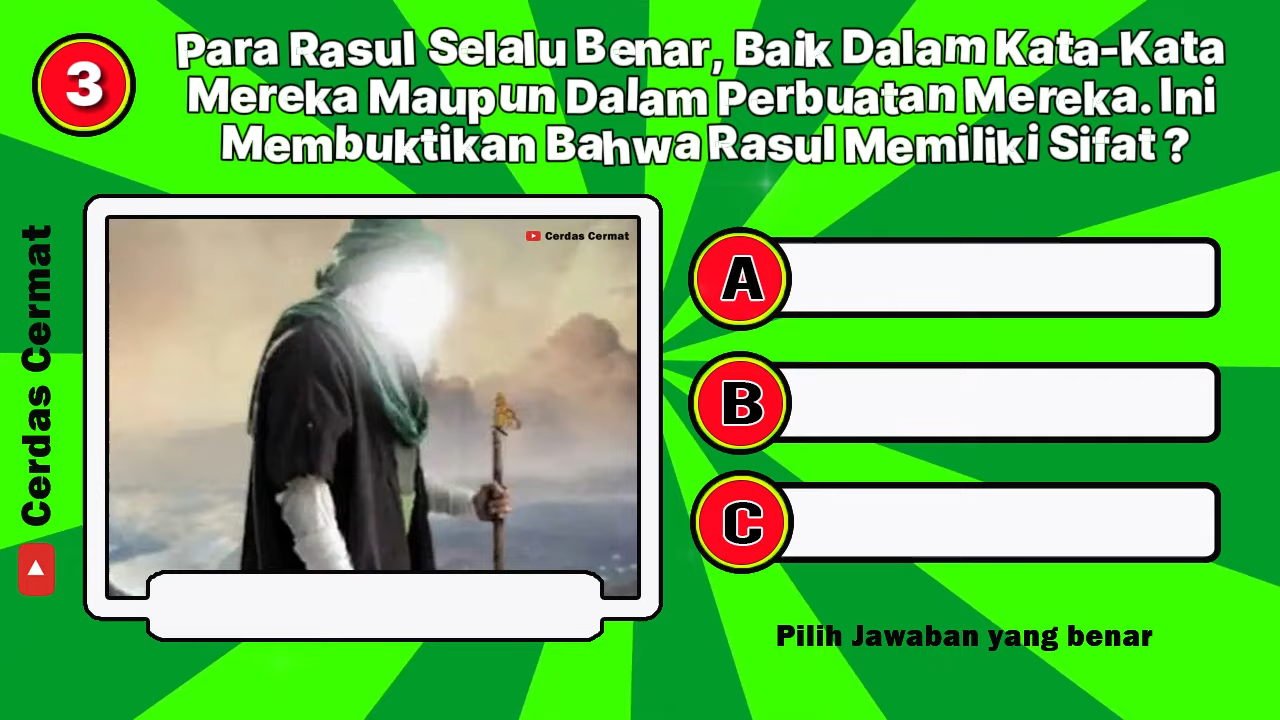 3
Para Rasul Selalu Benar, Baik Dalam Kata-Kata
Mereka Maupun Dalam Perbuatan Mereka. Ini
Membuktikan Bahwa Rasul Memiliki Sifat ?
Cerdas Cermat
Cerdas Cermat
A
B
C
Pilih Jawaban yang benar